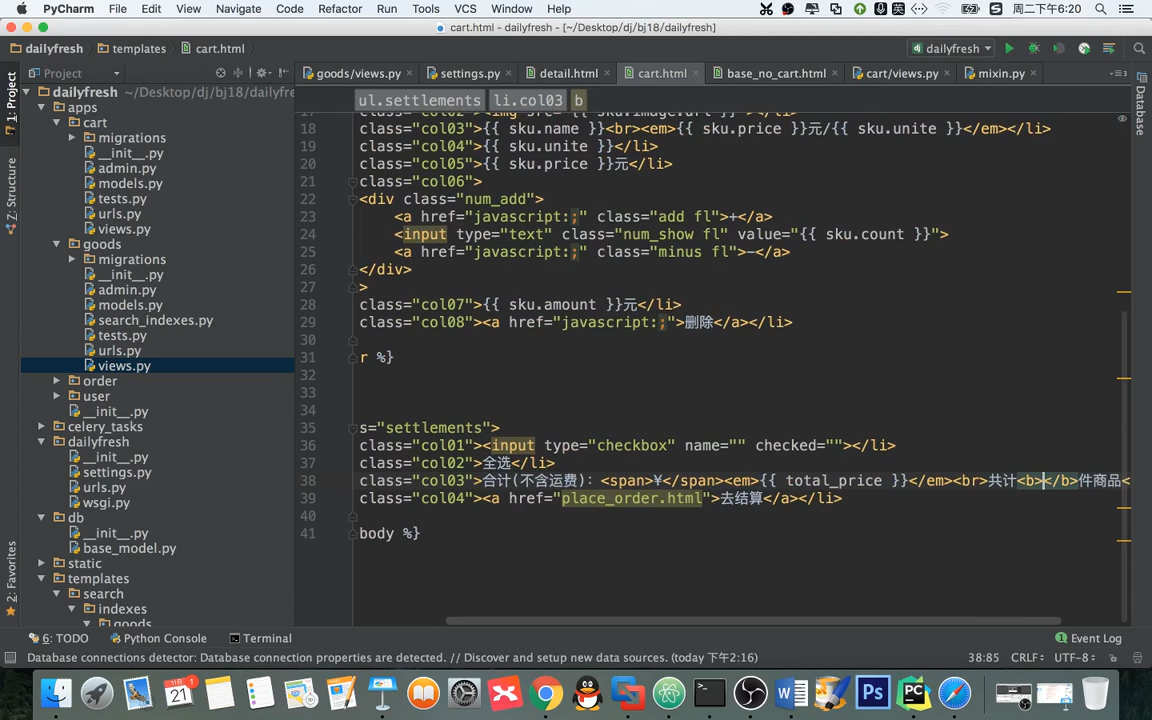 PyCharm File Edit View Navigate Code Refactor Run Tools VCS Window Help 英 周二下午6:20
cart.html - dailyfresh - [~/Desktop/dj/bj18/dailyfresh]
dailyfresh templates cart.html dailyfresh
Project goods/views.py settings.py detail.html cart.html base_no_cart.html cart/views.py mixin.py
1: Project
Z: Structure
2: Favorites
Database
dailyfresh ~/Desktop/dj/bj18/dailyfre
apps
cart
migrations
__init__.py
admin.py
models.py
tests.py
urls.py
views.py
goods
migrations
__init__.py
admin.py
models.py
search_indexes.py
tests.py
urls.py
views.py
order
user
__init__.py
celery_tasks
dailyfresh
__init__.py
settings.py
urls.py
wsgi.py
db
__init__.py
base_model.py
static
templates
search
indexes
goods
ul.settlements li.col03 b
18 class="col03">{{ sku.name }}<br><em>{{ sku.price }}元/{{ sku.unite }}</em></li>
19 class="col04">{{ sku.unite }}</li>
20 class="col05">{{ sku.price }}元</li>
21 class="col06">
22 <div class="num_add">
23 <a href="javascript:;" class="add fl">+</a>
24 <input type="text" class="num_show fl" value="{{ sku.count }}">
25 <a href="javascript:;" class="minus fl">-</a>
26 </div>
27 >
28 class="col07">{{ sku.amount }}元</li>
29 class="col08"><a href="javascript:;">删除</a></li>
30
31 r %}
32
33
34
35 s="settlements">
36 class="col01"><input type="checkbox" name="" checked=""></li>
37 class="col02">全选</li>
38 class="col03">合计(不含运费)：<span>¥</span><em>{{ total_price }}</em><br>共计<b></b>件商品<
39 class="col04"><a href="place_order.html">去结算</a></li>
40
41 body %}
6: TODO Python Console Terminal 1 Event Log
Database connections detector: Database connection properties are detected. // Discover and setup new data sources. (today 下午2:16) 38:85 CRLF: UTF-8:
21
PC
W
Ps